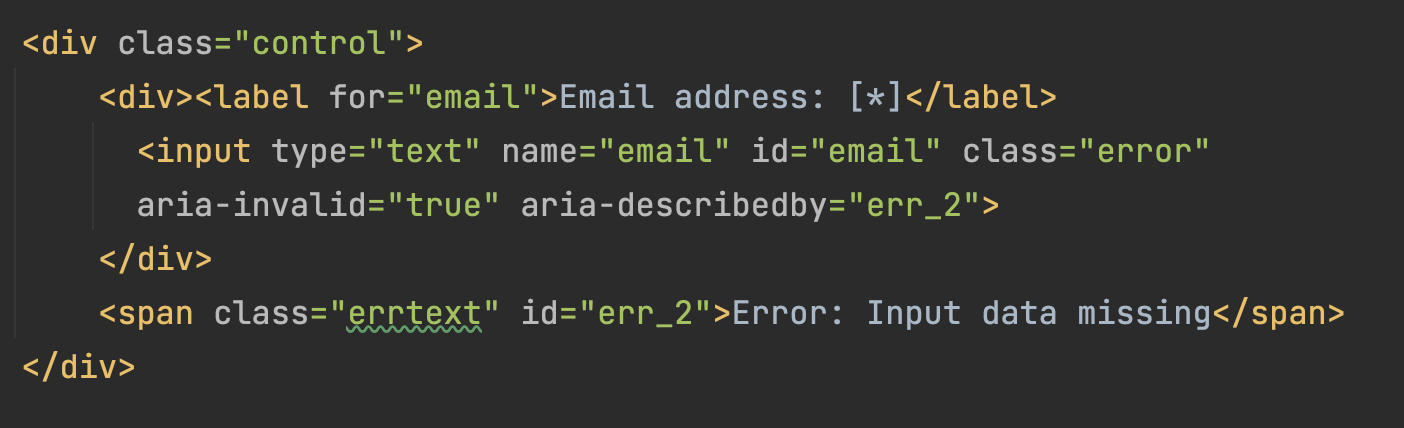 <div class="control">
<div><label for="email">Email address: [*]</label>
<input type="text" name="email" id="email" class="error"
aria-invalid="true" aria-describedby="err_2">
</div>
<span class="errtext" id="err_2">Error: Input data missing</span>
</div>